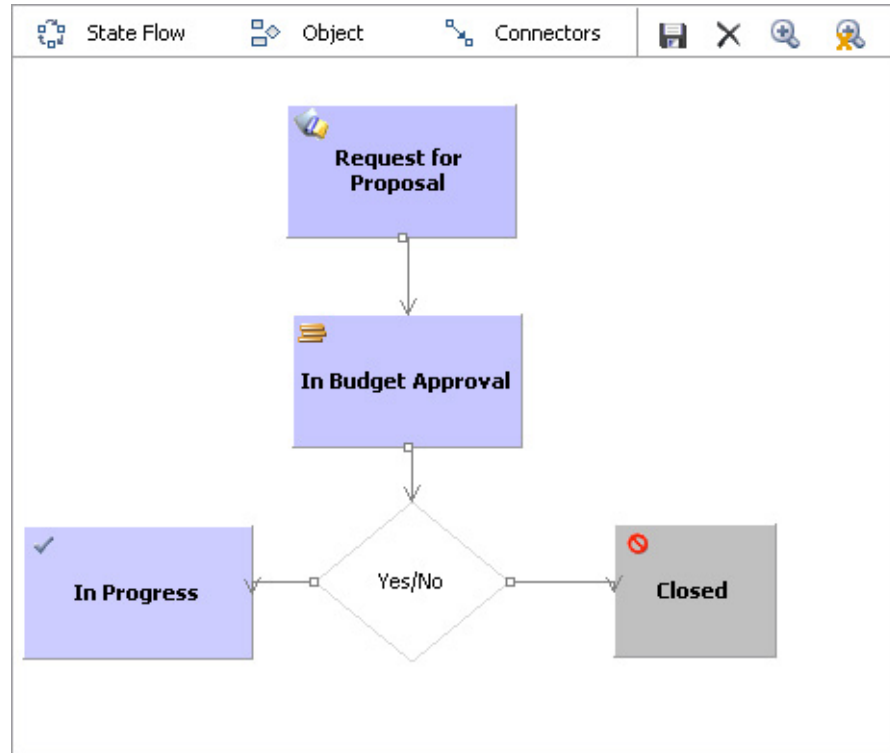 State Flow
Object
Connectors
Request for
Proposal
In Budget Approval
In Progress
Yes/No
Closed